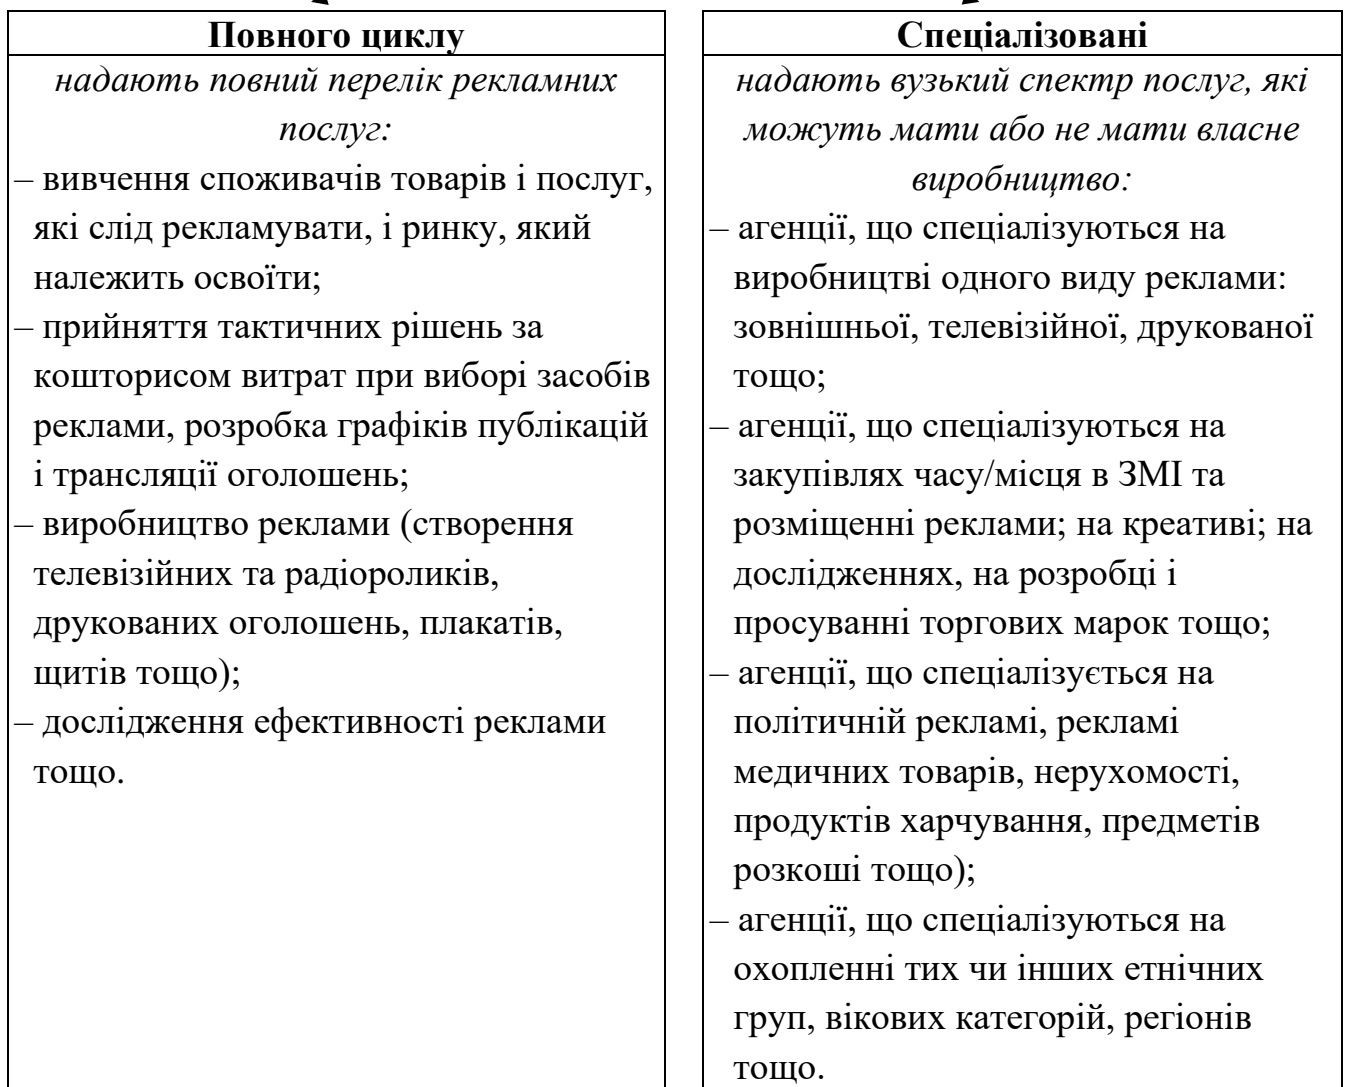 Повного циклу
надають повний перелік рекламних
послуг:
– вивчення споживачів товарів і послуг,
які слід рекламувати, і ринку, який
належить освоїти;
– прийняття тактичних рішень за
кошторисом витрат при виборі засобів
реклами, розробка графіків публікацій
і трансляції оголошень;
– виробництво реклами (створення
телевізійних та радіороликів,
друкованих оголошень, плакатів,
щитів тощо);
– дослідження ефективності реклами
тощо.
Спеціалізовані
надають вузький спектр послуг, які
можуть мати або не мати власне
виробництво:
– агенції, що спеціалізуються на
виробництві одного виду реклами:
зовнішньої, телевізійної, друкованої
тощо;
– агенції, що спеціалізуються на
закупівлях часу/місця в ЗМІ та
розміщенні реклами; на креативі; на
дослідженнях, на розробці і
просуванні торгових марок тощо;
– агенції, що спеціалізується на
політичній рекламі, рекламі
медичних товарів, нерухомості,
продуктів харчування, предметів
розкоші тощо);
– агенції, що спеціалізуються на
охопленні тих чи інших етнічних
груп, вікових категорій, регіонів
тощо.